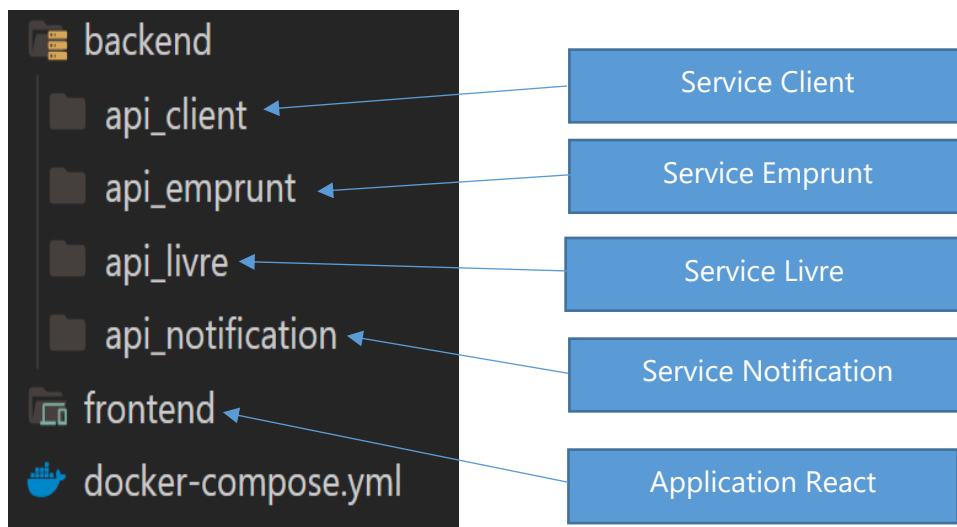 backend
api_client
api_emprunt
api_livre
api_notification
frontend
docker-compose.yml
Service Client
Service Emprunt
Service Livre
Service Notification
Application React